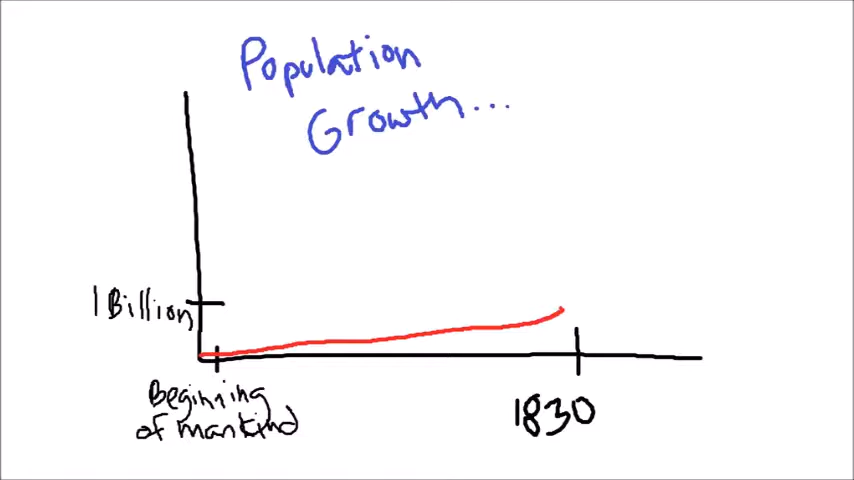 Population
Growth...
1 Billion
Beginning
of mankind
1830